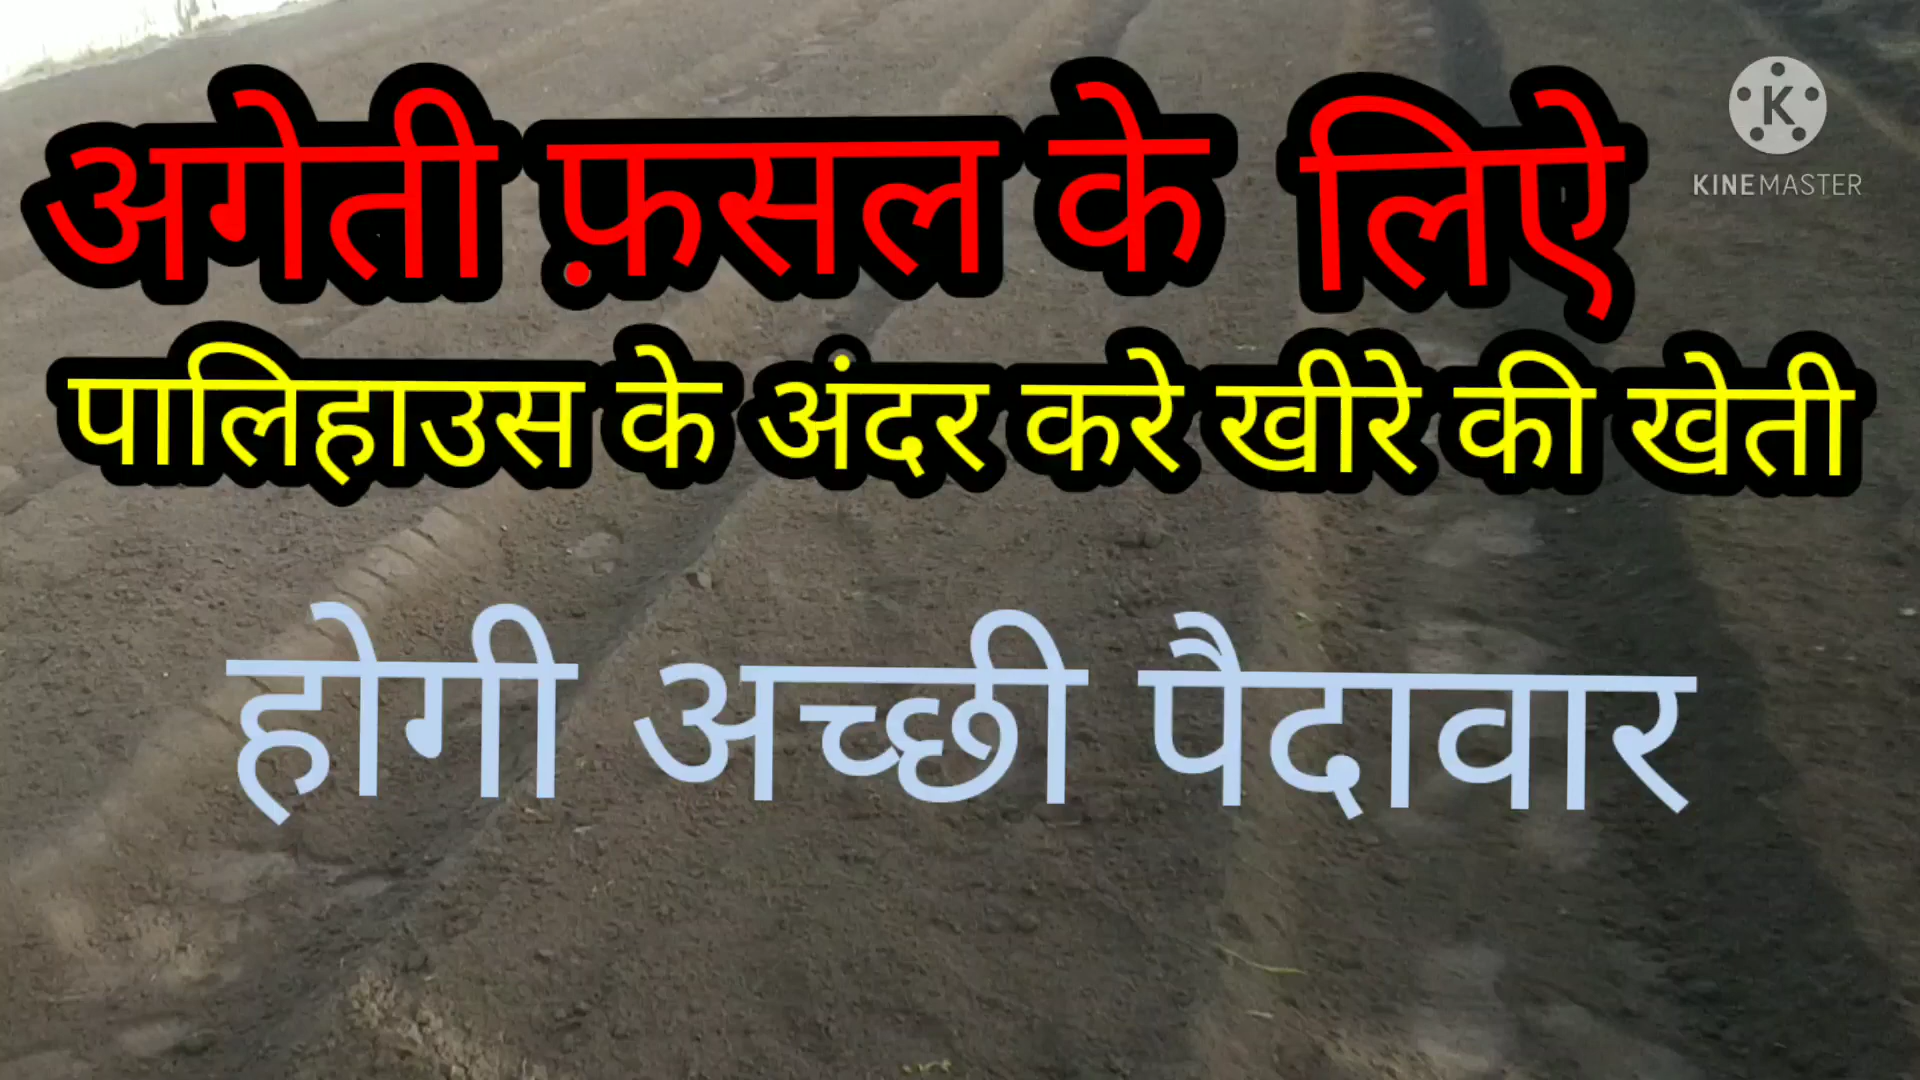 अगेती फ़सल के लिऐ
K
KINEMASTER
पालिहाउस के अंदर करे खीरे की खेती
होगी अच्छी पैदावार